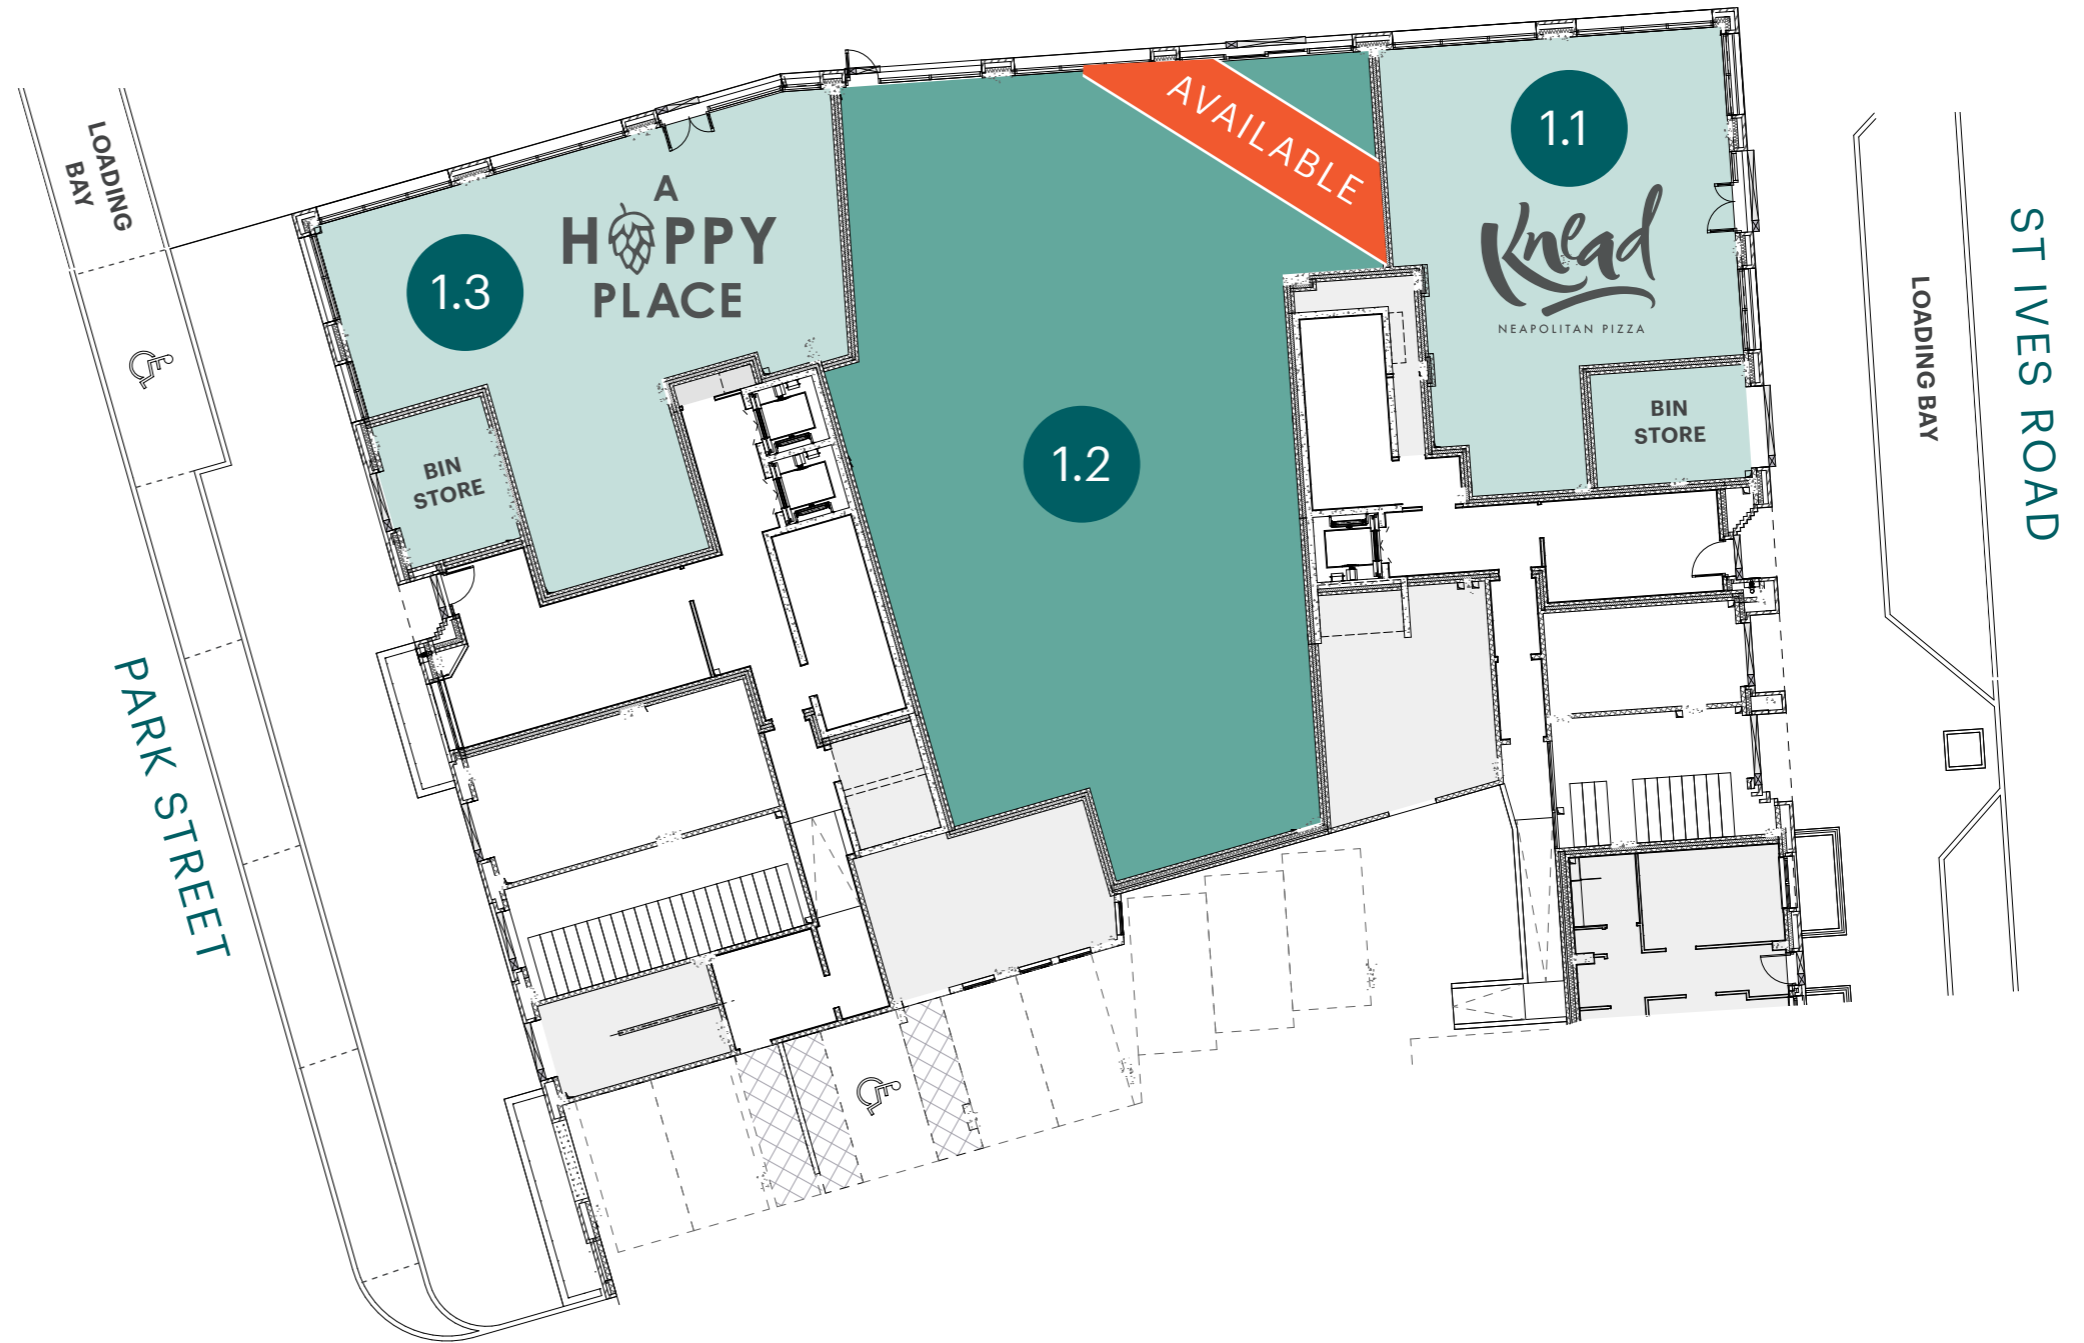 LOADING
BAY
A
HOPPY
PLACE
1.3
BIN
STORE
PARK STREET
AVAILABLE
1.2
1.1
Knead
NEAPOLITAN PIZZA
BIN
STORE
LOADING BAY
ST IVES ROAD